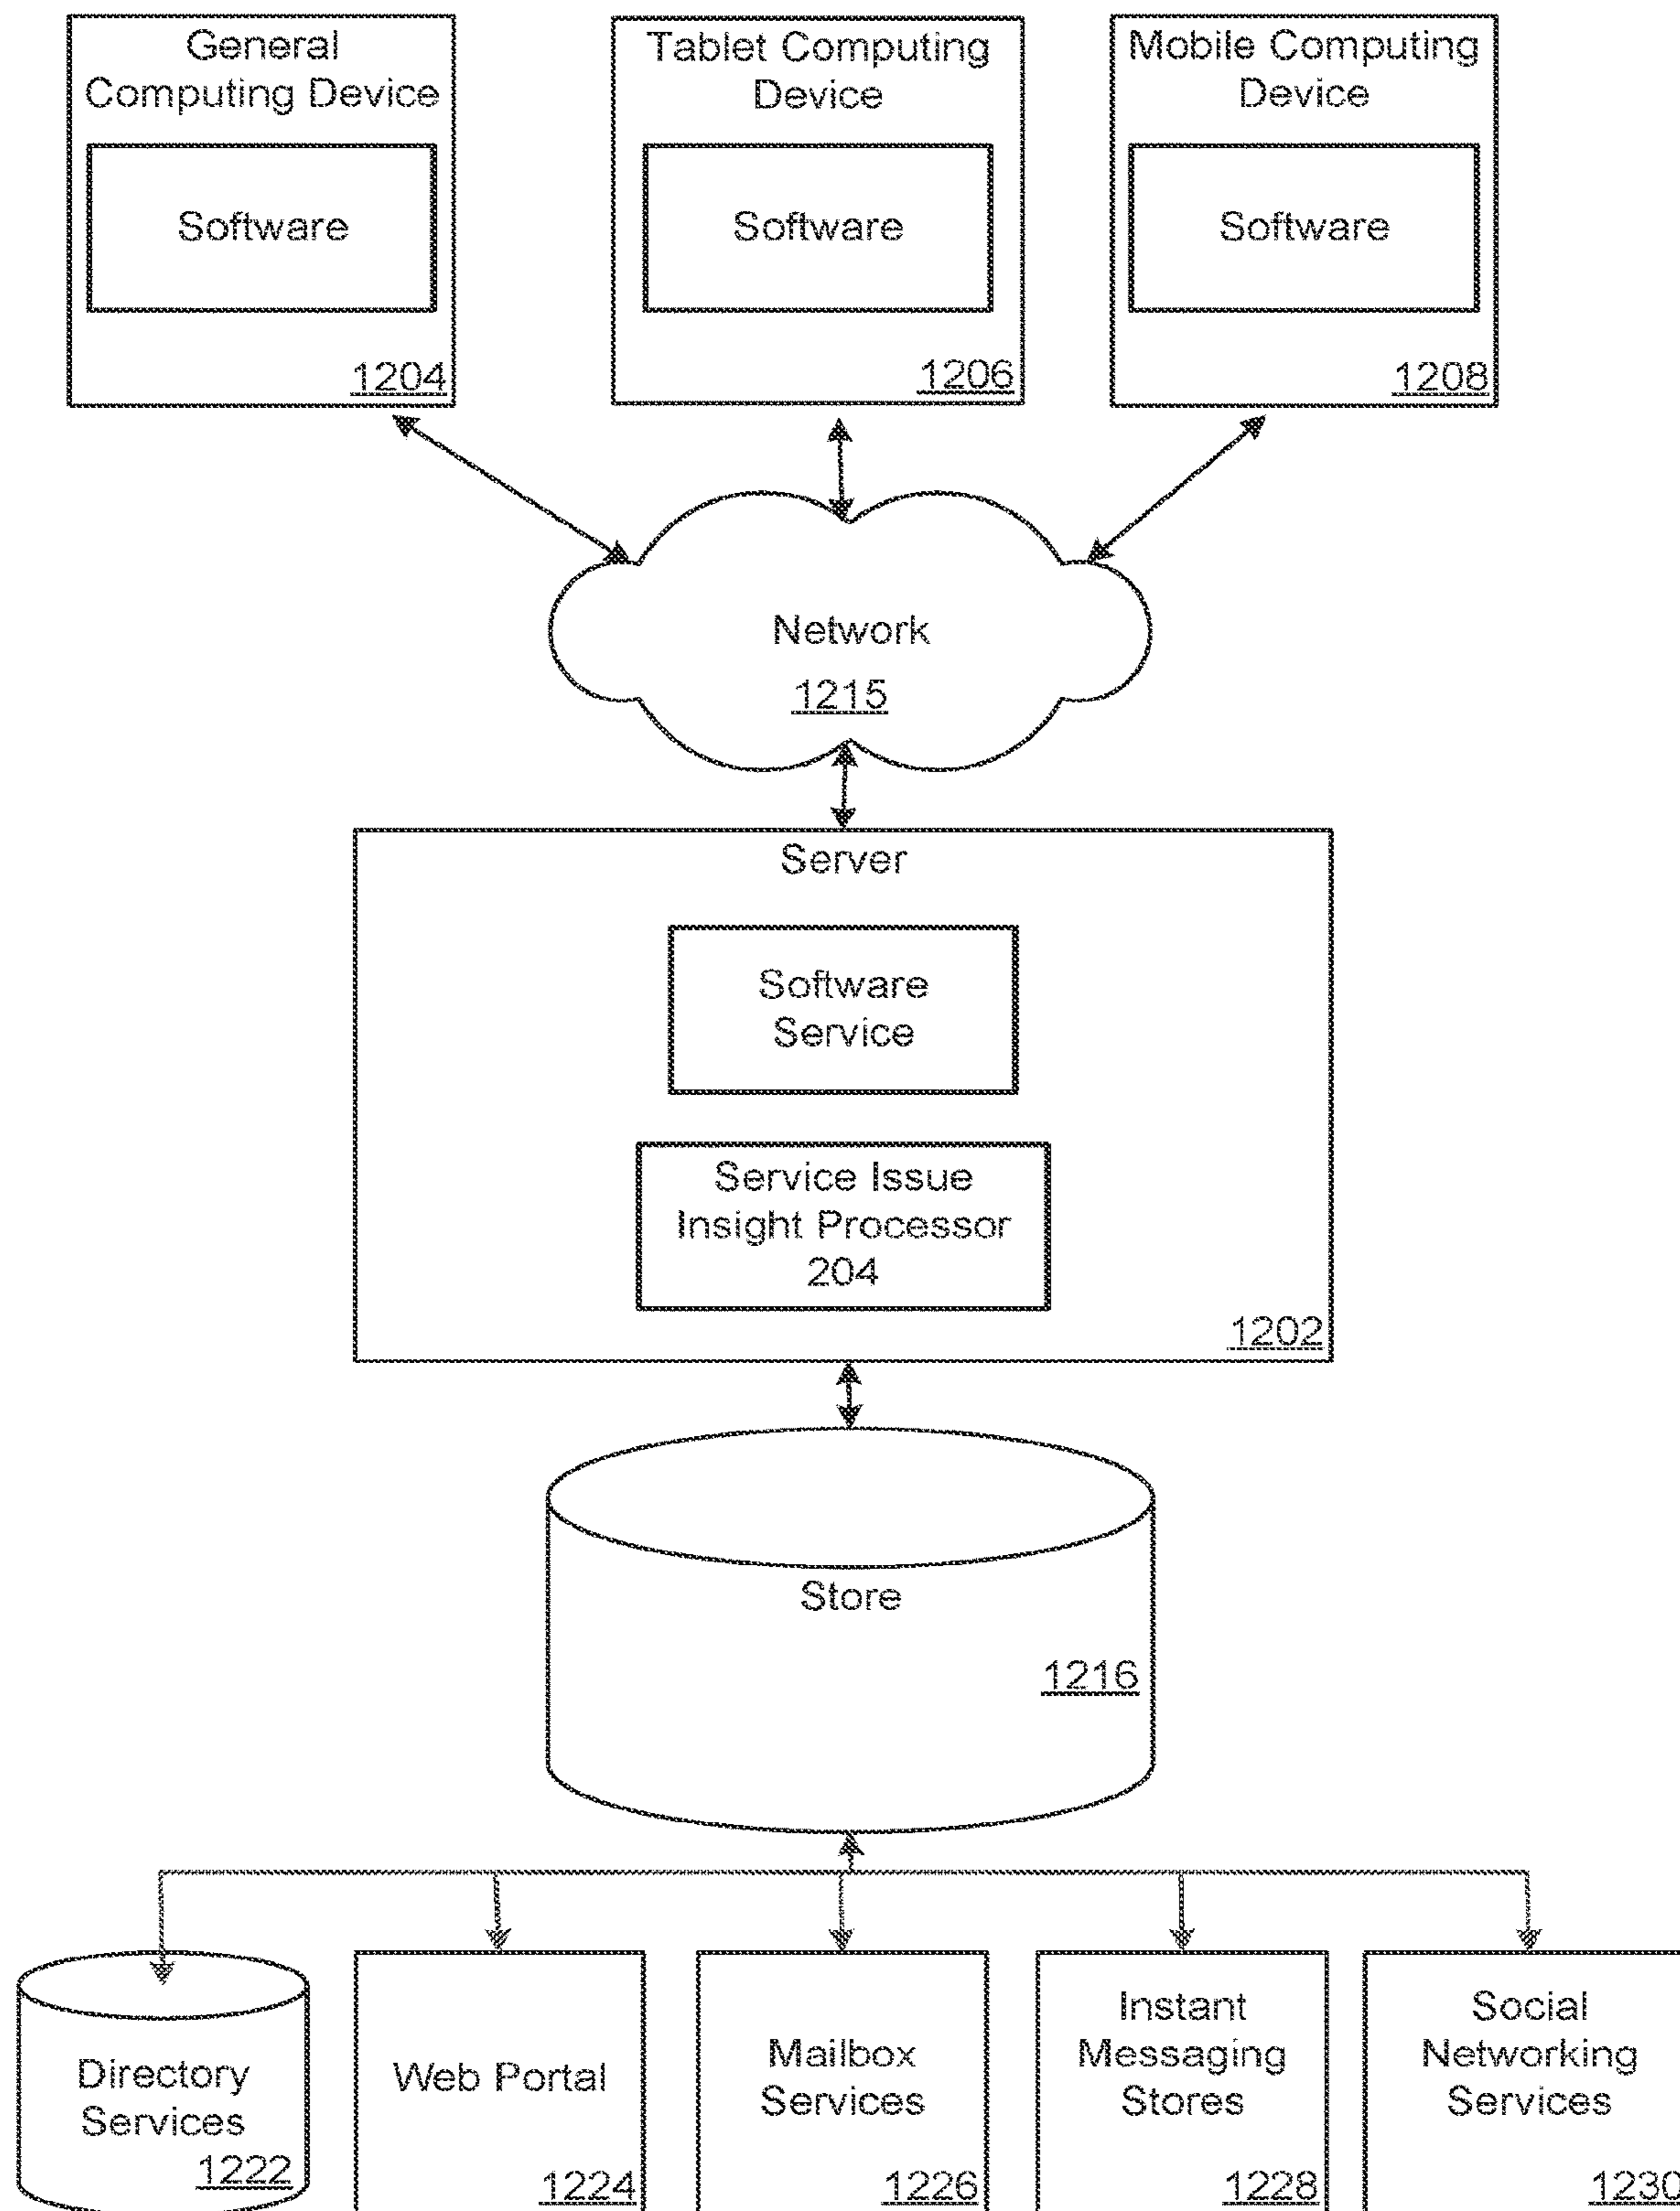 General
Computing Device
Software
1204
Tablet Computing
Device
Software
1206
Mobile Computing
Device
Software
1208
Network
1215
Server
Software
Service
Service Issue
Insight Processor
204
1202
Store
1216
Directory
Services
1222
Web Portal
1224
Mailbox
Services
1226
Instant
Messaging
Stores
1228
Social
Networking
Services
1230